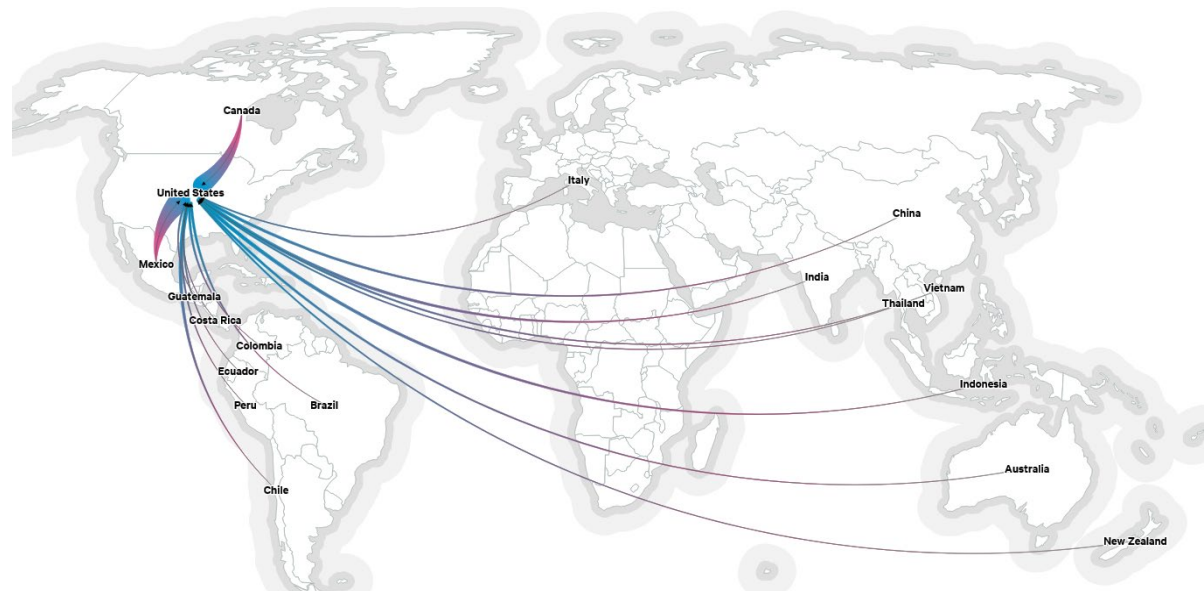 Canada
Italy
United States
China
Mexico
India
Vietnam
Guatemala
Thailand
Costa Rica
Colombia
Ecuador
Indonesia
Peru
Brazil
Australia
Chile
New Zealand